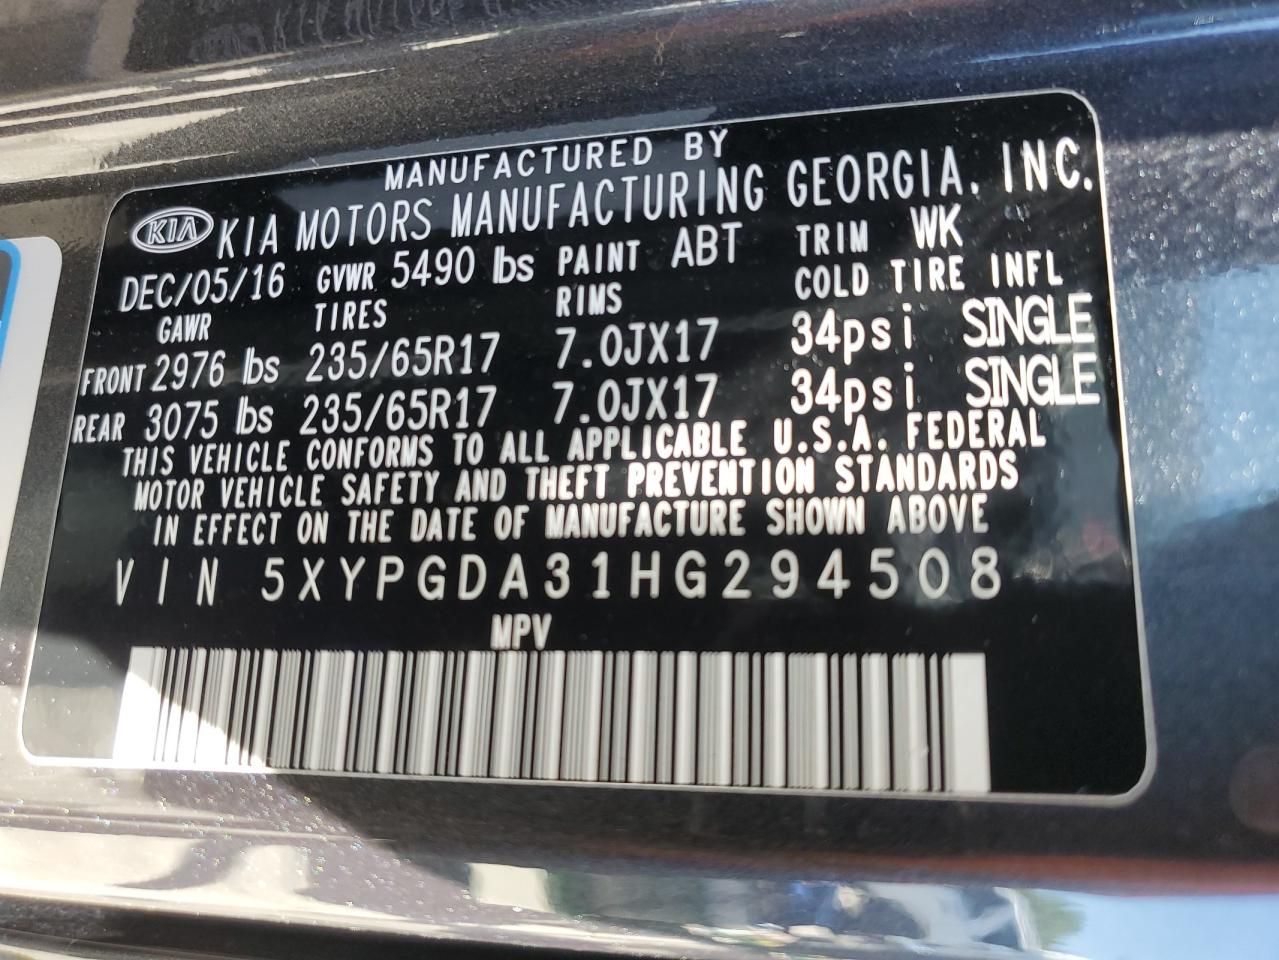 MANUFACTURED BY
KIA KIA MOTORS MANUFACTURING GEORGIA, INC.
DEC/05/16 GVWR 5490 lbs PAINT ABT TRIM WK
GAWR TIRES RIMS COLD TIRE INFL
FRONT 2976 lbs 235/65R17 7.0JX17 34psi SINGLE
REAR 3075 lbs 235/65R17 7.0JX17 34psi SINGLE
THIS VEHICLE CONFORMS TO ALL APPLICABLE U.S.A. FEDERAL
MOTOR VEHICLE SAFETY AND THEFT PREVENTION STANDARDS
IN EFFECT ON THE DATE OF MANUFACTURE SHOWN ABOVE
VIN 5XYPGDA31HG294508
MPV